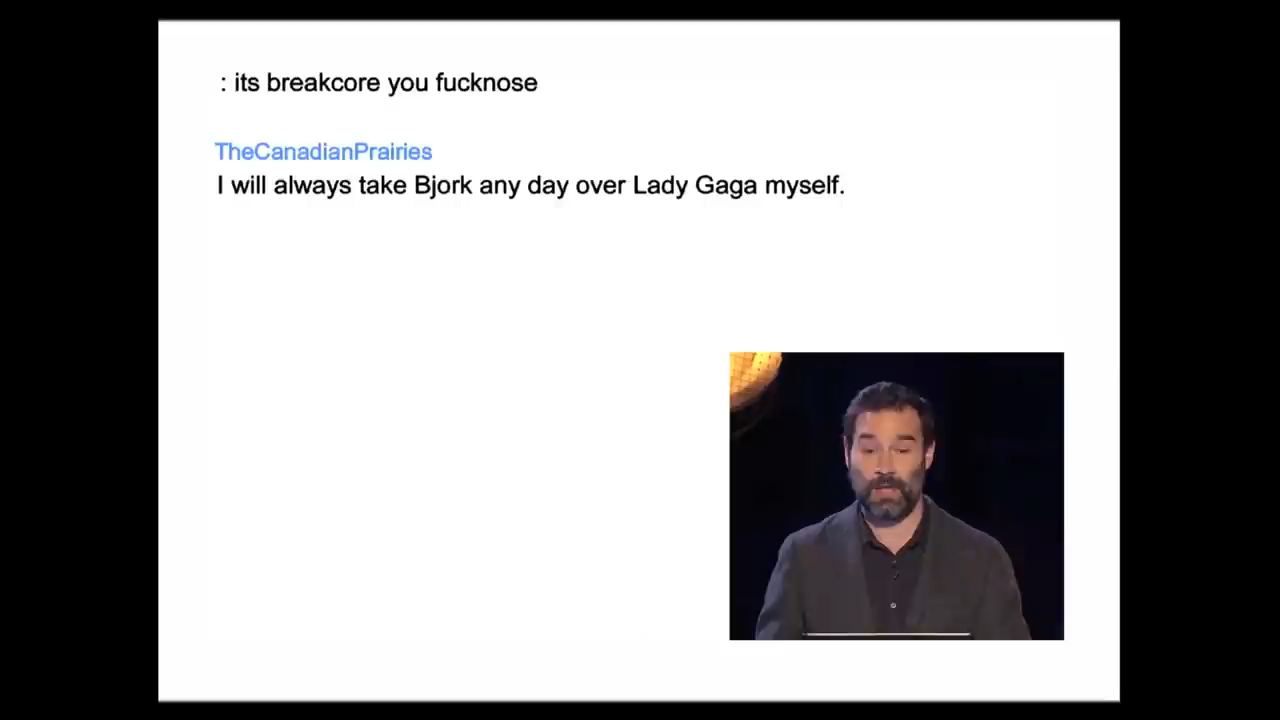 : its breakcore you fucknose
TheCanadianPrairies
I will always take Bjork any day over Lady Gaga myself.